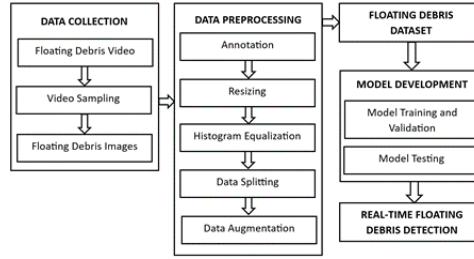 DATA COLLECTION
Floating Debris Video
Video Sampling
Floating Debris Images
DATA PREPROCESSING
Annotation
Resizing
Histogram Equalization
Data Splitting
Data Augmentation
FLOATING DEBRIS
DATASET
MODEL DEVELOPMENT
Model Training and
Validation
Model Testing
REAL-TIME FLOATING
DEBRIS DETECTION